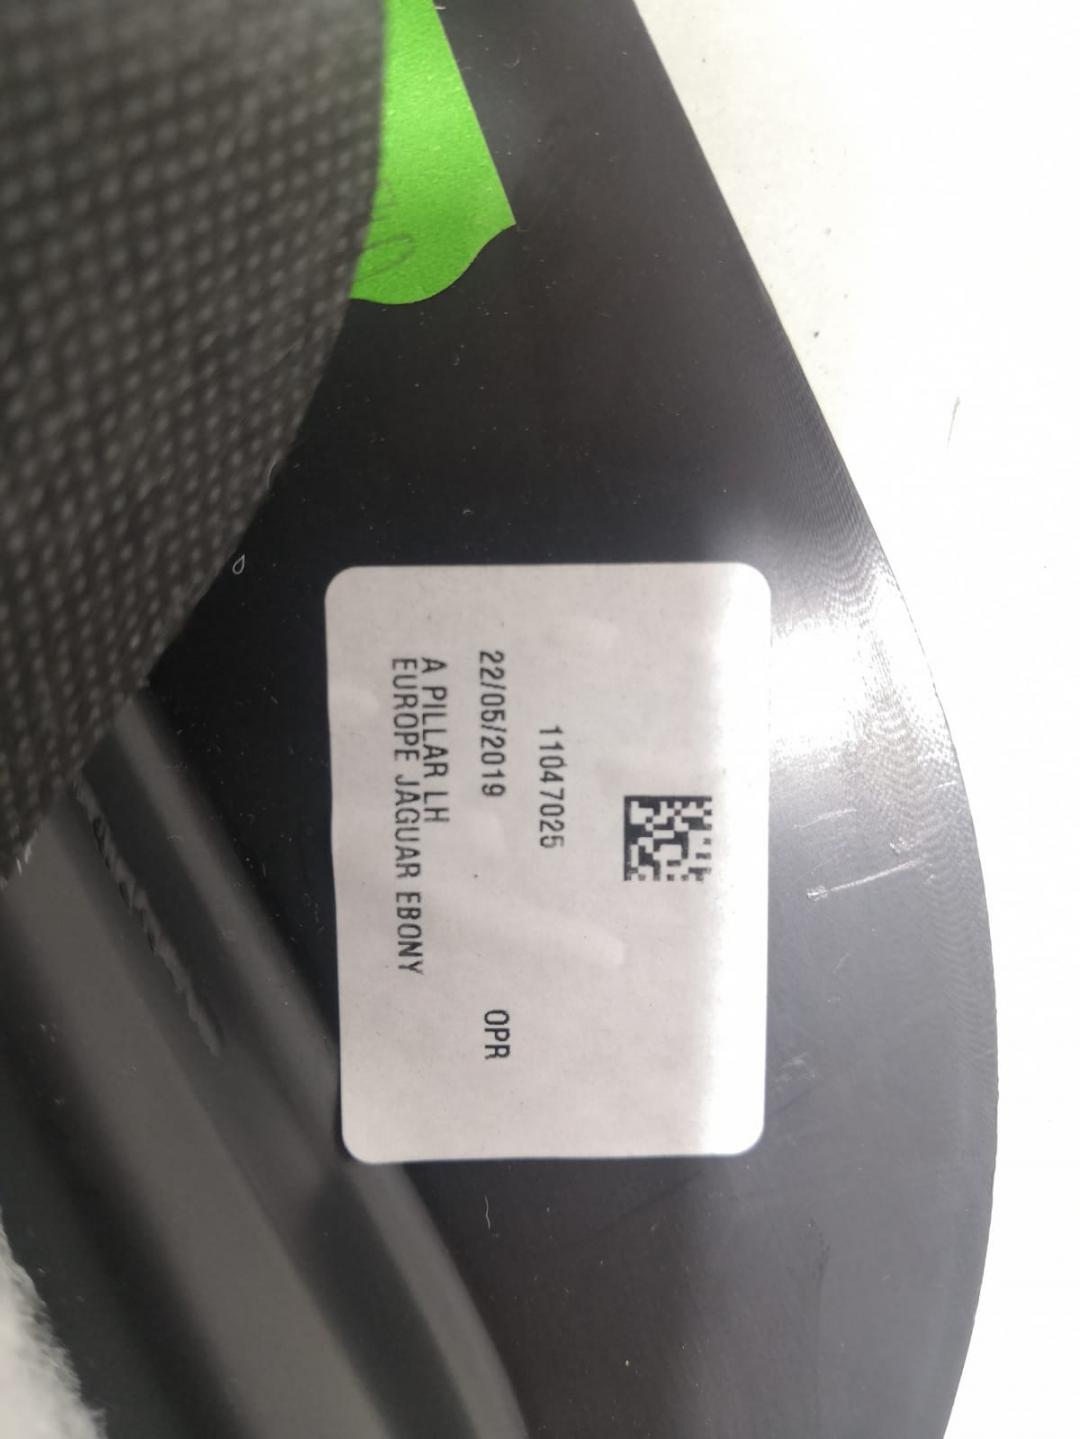 11047025
22/05/2019 OPR
A PILLAR LH
EUROPE JAGUAR EBONY